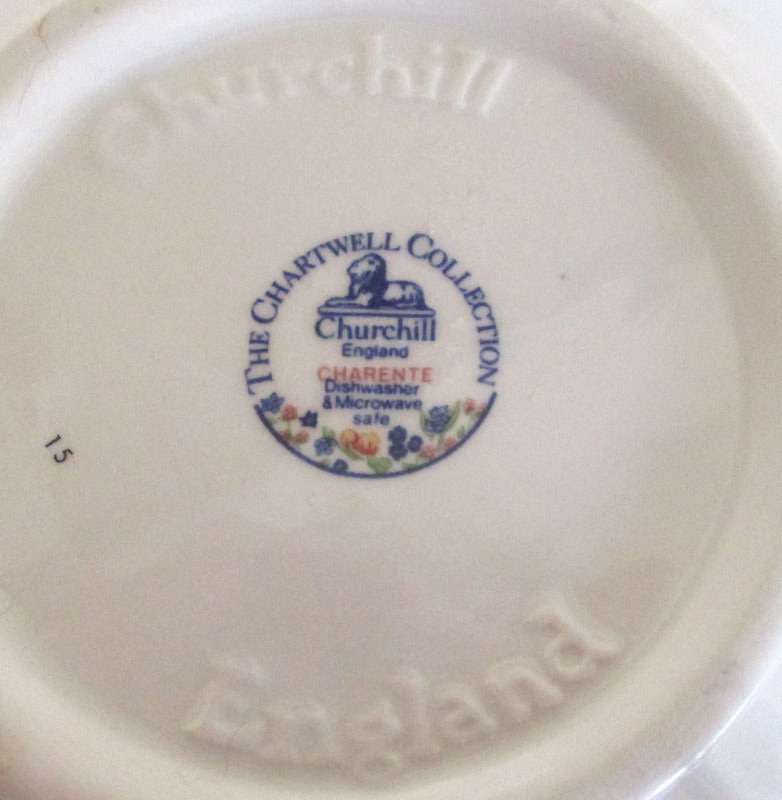 Churchill
THE CHARTWELL COLLECTION
Churchill
England
CHARENTE
Dishwasher
& Microwave
safe
15
England